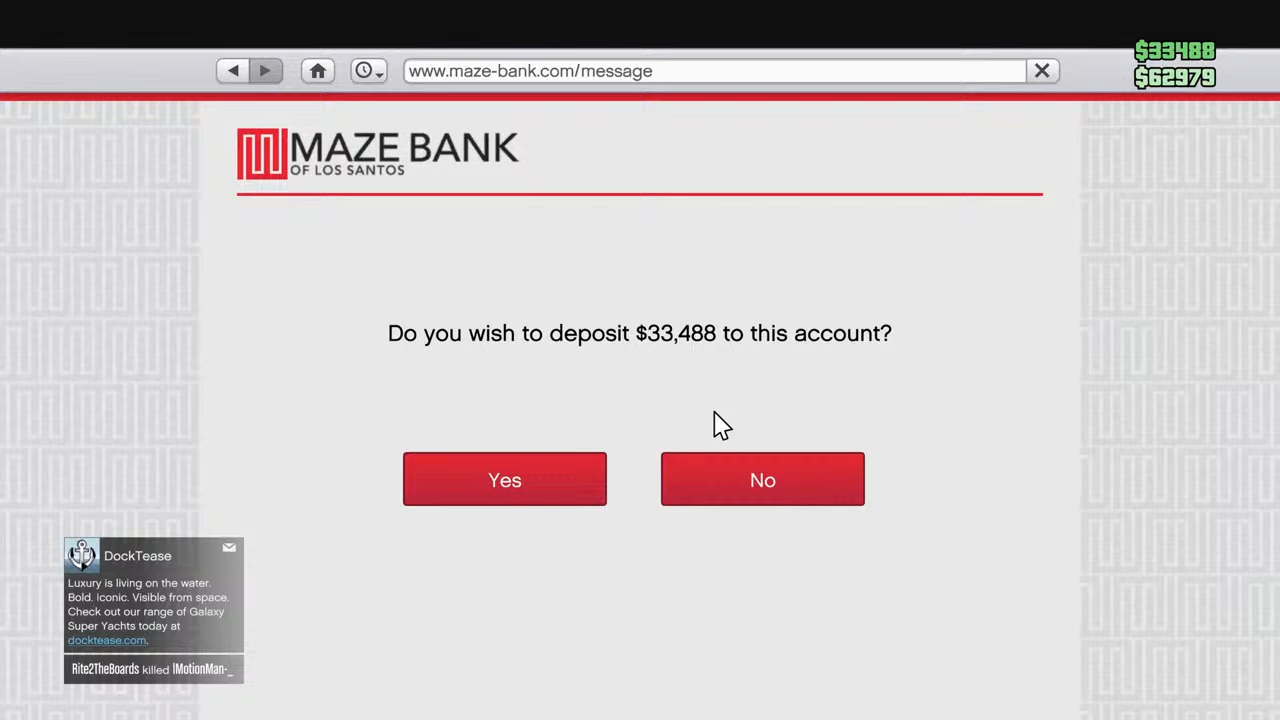 $33488
www.maze-bank.com/message
$62979
MAZE BANK
OF LOS SANTOS
Do you wish to deposit $33,488 to this account?
Yes
No
DockTease
Luxury is living on the water.
Bold. Iconic. Visible from space.
Check out our range of Galaxy
Super Yachts today at
docktease.com.
Rite2TheBoards killed IMotionMan-_